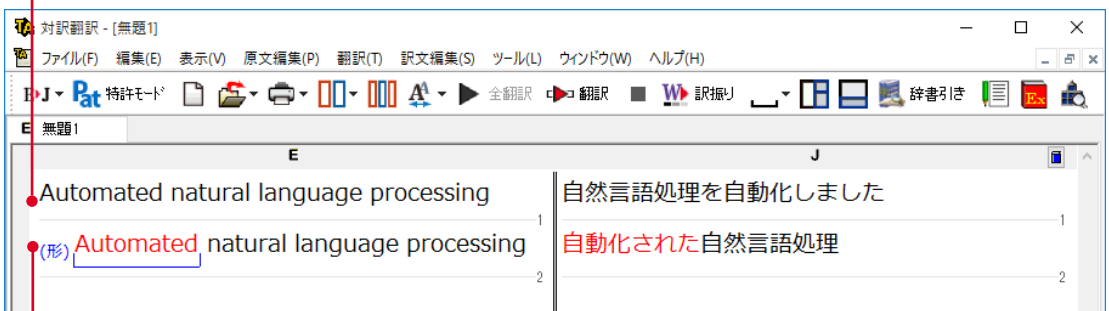 対訳翻訳 - [無題1]
ファイル(F) 編集(E) 表示(V) 原文編集(P) 翻訳(T) 訳文編集(S) ツール(L) ウィンドウ(W) ヘルプ(H)
E▸J Pat 特許モード 全翻訳 翻訳 W 訳振り 辞書引き Ex
E 無題1
E J
Automated natural language processing 自然言語処理を自動化しました
1 1
(形) Automated natural language processing 自動化された自然言語処理
2 2